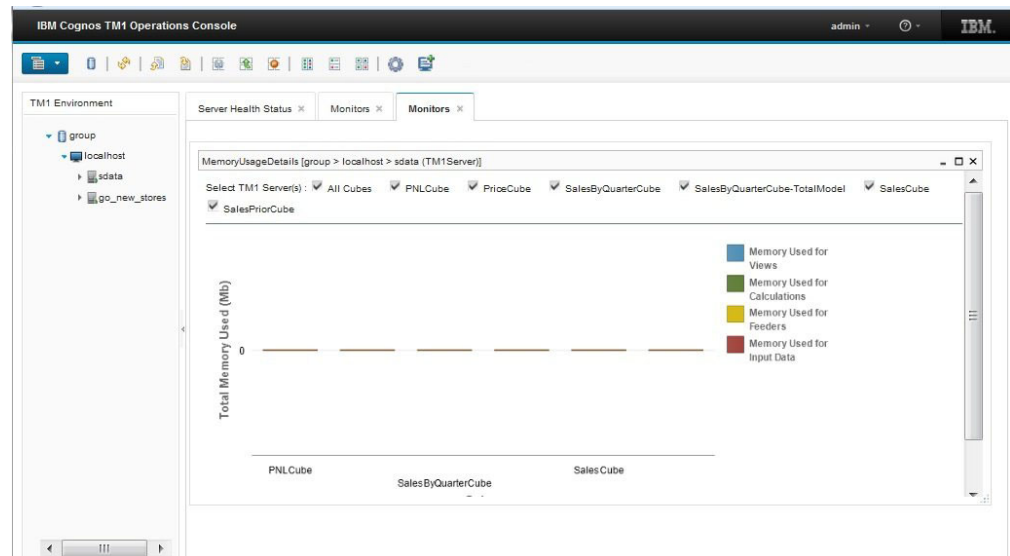 IBM Cognos TM1 Operations Console
admin
IBM.
TM1 Environment
Server Health Status
Monitors
Monitors
group
localhost
sdata
go_new_stores
MemoryUsageDetails [group > localhost > sdata (TM1Server)]
Select TM1 Server(s) : All Cubes PNLCube PriceCube SalesByQuarterCube SalesByQuarterCube-TotalModel SalesCube
SalesPriorCube
Total Memory Used (Mb)
0
Memory Used for
Views
Memory Used for
Calculations
Memory Used for
Feeders
Memory Used for
Input Data
PNLCube
SalesCube
SalesByQuarterCube